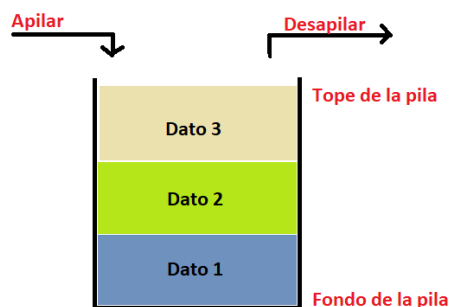 Apilar
Desapilar
Tope de la pila
Dato 3
Dato 2
Dato 1
Fondo de la pila